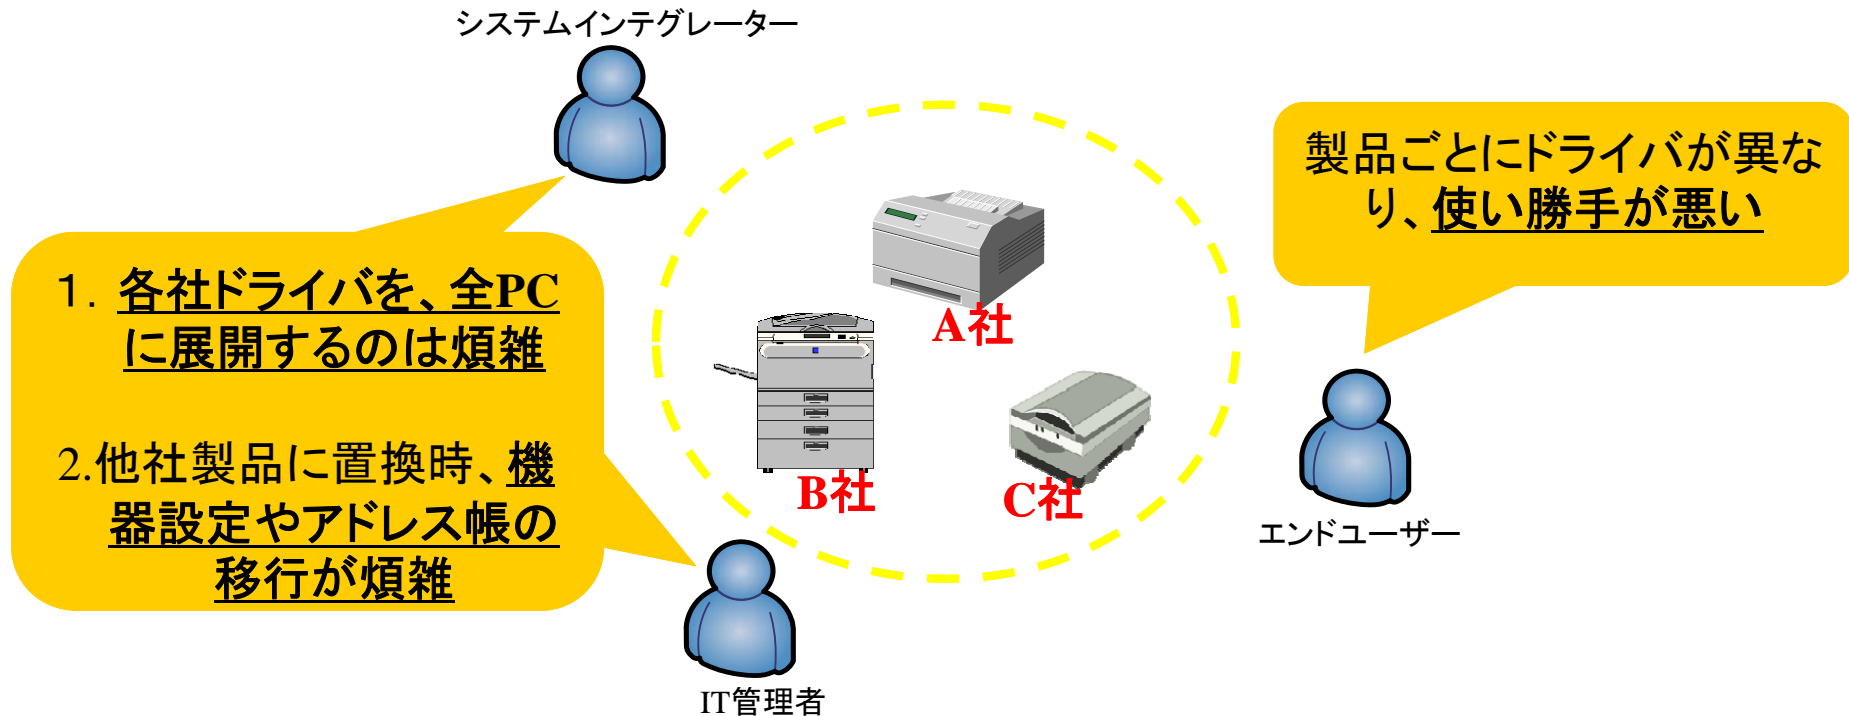 システムインテグレーター
製品ごとにドライバが異な
り、使い勝手が悪い
１．各社ドライバを、全PC
に展開するのは煩雑
2.他社製品に置換時、機
器設定やアドレス帳の
移行が煩雑
A社
B社
C社
エンドユーザー
IT管理者